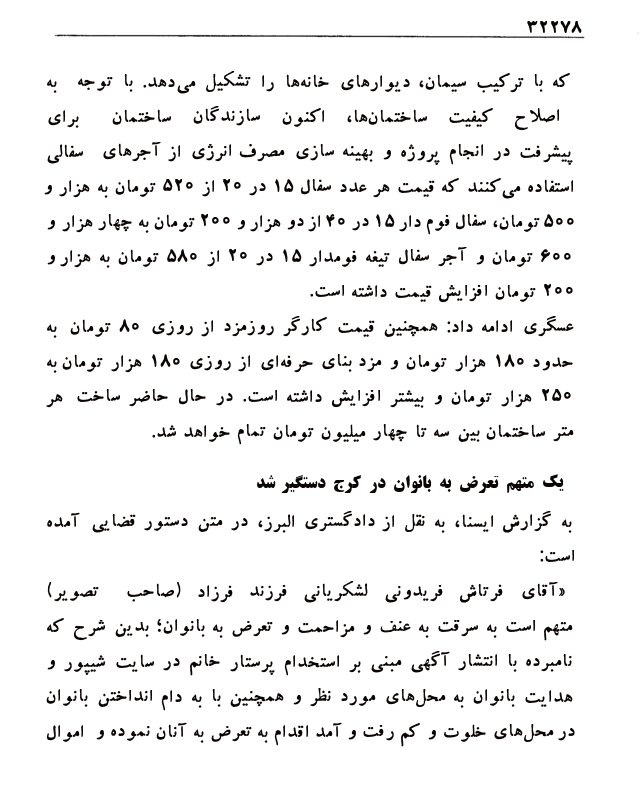 ۳۲۲۷۸
که با ترکیب سیمان، دیوارهای خانه‌ها را تشکیل می‌دهد. با توجه به
اصلاح کیفیت ساختمان‌ها، اکنون سازندگان ساختمان برای
پیشرفت در انجام پروژه و بهینه سازی مصرف انرژی از آجرهای سفالی
استفاده می‌کنند که قیمت هر عدد سفال ۱۵ در ۲۰ از ۵۲۰ تومان به هزار و
۵۰۰ تومان، سفال فوم دار ۱۵ در ۴۰ از دو هزار و ۲۰۰ تومان به چهار هزار و
۶۰۰ تومان و آجر سفال تیغه فومدار ۱۵ در ۲۰ از ۵۸۰ تومان به هزار و
۲۰۰ تومان افزایش قیمت داشته است.
عسگری ادامه داد: همچنین قیمت کارگر روزمزد از روزی ۸۰ تومان به
حدود ۱۸۰ هزار تومان و مزد بنای حرفه‌ای از روزی ۱۸۰ هزار تومان به
۲۵۰ هزار تومان و بیشتر افزایش داشته است. در حال حاضر ساخت هر
متر ساختمان بین سه تا چهار میلیون تومان تمام خواهد شد.
یک متهم تعرض به بانوان در کرج دستگیر شد
به گزارش ایسنا، به نقل از دادگستری البرز، در متن دستور قضایی آمده
است:
«آقای فرتاش فریدونی لشکریانی فرزند فرزاد (صاحب تصویر)
متهم است به سرقت به عنف و مزاحمت و تعرض به بانوان؛ بدین شرح که
نامبرده با انتشار آگهی مبنی بر استخدام پرستار خانم در سایت شیپور و
هدایت بانوان به محل‌های مورد نظر و همچنین با به دام انداختن بانوان
در محل‌های خلوت و کم رفت و آمد اقدام به تعرض به آنان نموده و اموال